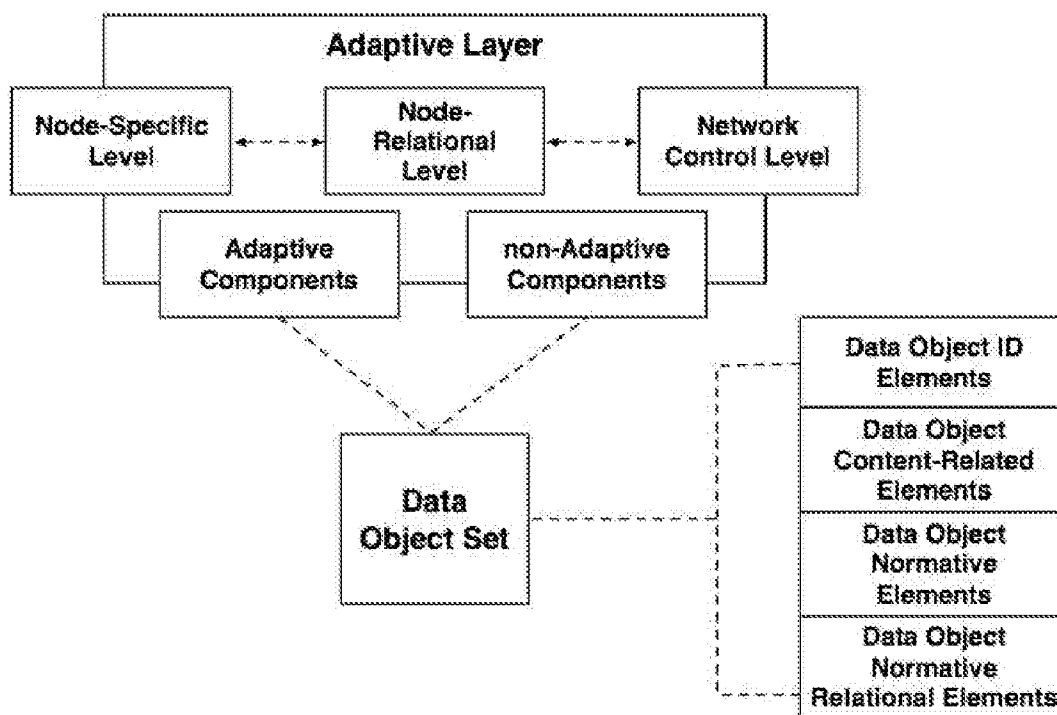 Adaptive Layer
Node-Specific
Level
Node-
Relational
Level
Network
Control Level
Adaptive
Components
non-Adaptive
Components
Data
Object Set
Data Object ID
Elements
Data Object
Content-Related
Elements
Data Object
Normative
Elements
Data Object
Normative
Relational Elements